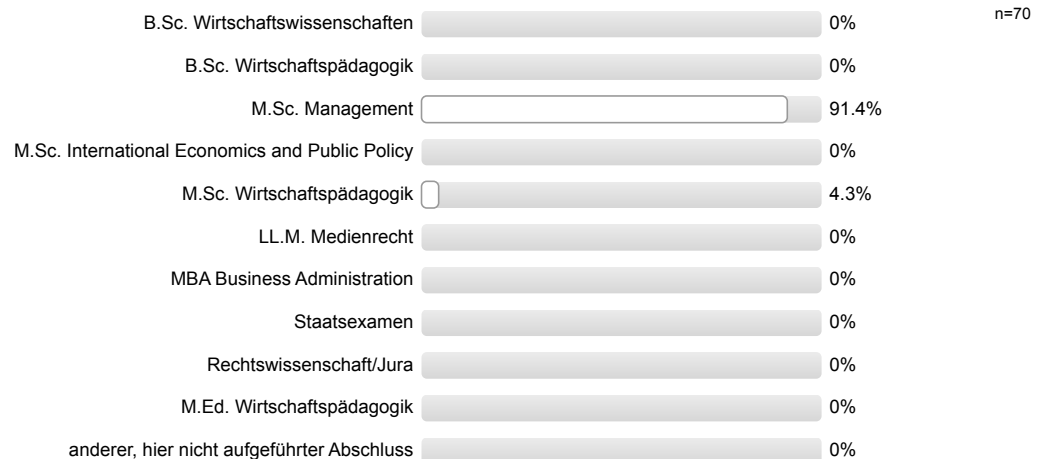 B.Sc. Wirtschaftswissenschaften 0% n=70
B.Sc. Wirtschaftspädagogik 0%
M.Sc. Management 91.4%
M.Sc. International Economics and Public Policy 0%
M.Sc. Wirtschaftspädagogik 4.3%
LL.M. Medienrecht 0%
MBA Business Administration 0%
Staatsexamen 0%
Rechtswissenschaft/Jura 0%
M.Ed. Wirtschaftspädagogik 0%
anderer, hier nicht aufgeführter Abschluss 0%